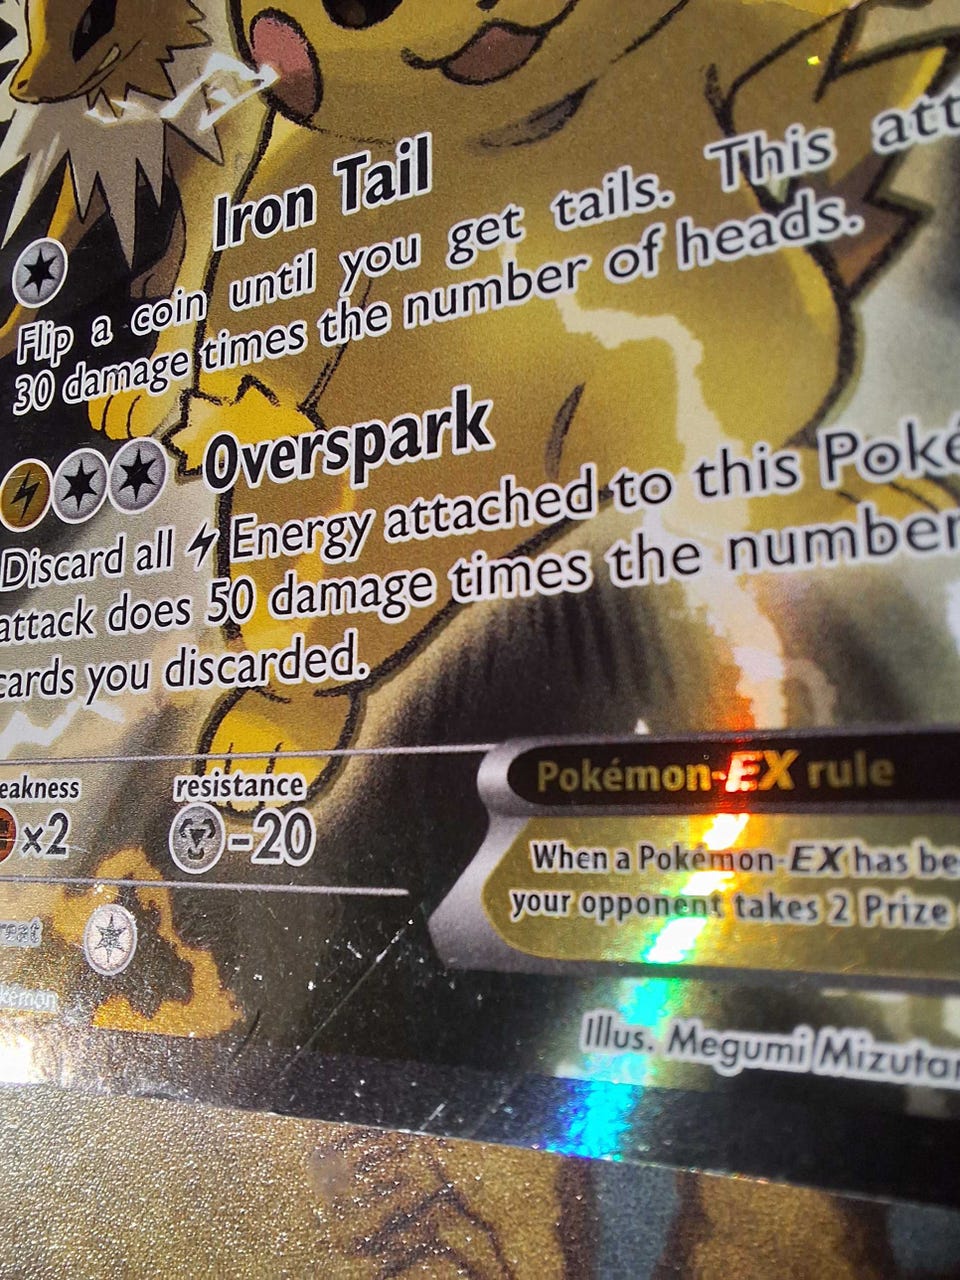 Iron Tail
Flip a coin until you get tails. This att
30 damage times the number of heads.
Overspark
Discard all Energy attached to this Poké
attack does 50 damage times the number
cards you discarded.
eakness
resistance
×2
-20
Pokémon-EX rule
When a Pokémon-EX has be
your opponent takes 2 Prize
reat
kémon
Illus. Megumi Mizutan